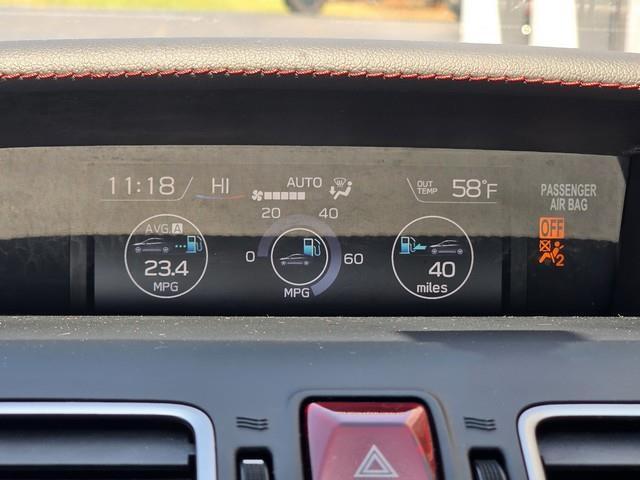 11:18 HI AUTO OUT TEMP 58°F
PASSENGER
AIR BAG
OFF
2
AVG. A
23.4
MPG
0 20 40 60
MPG
40
miles